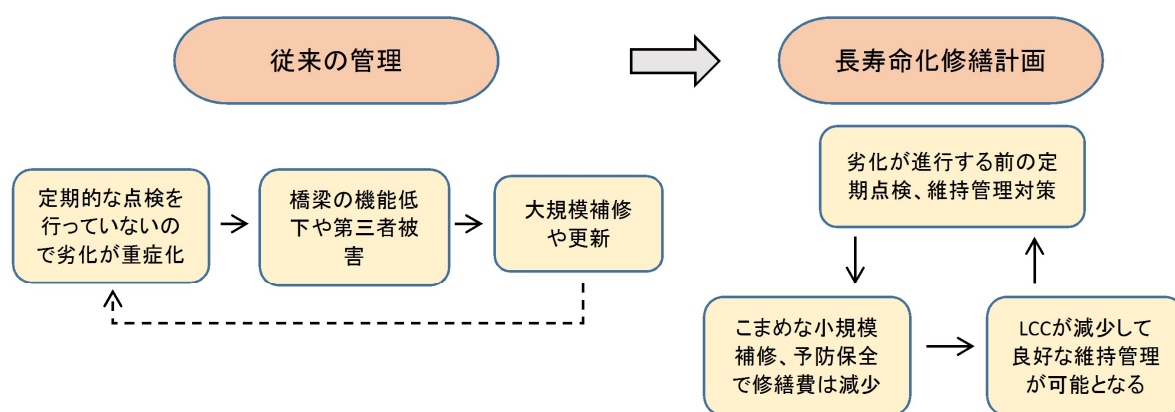 従来の管理
長寿命化修繕計画
定期的な点検を
行っていないの
で劣化が重症化
橋梁の機能低
下や第三者被
害
大規模補修
や更新
劣化が進行する前の定
期点検、維持管理対策
こまめな小規模
補修、予防保全
で修繕費は減少
LCCが減少して
良好な維持管理
が可能となる